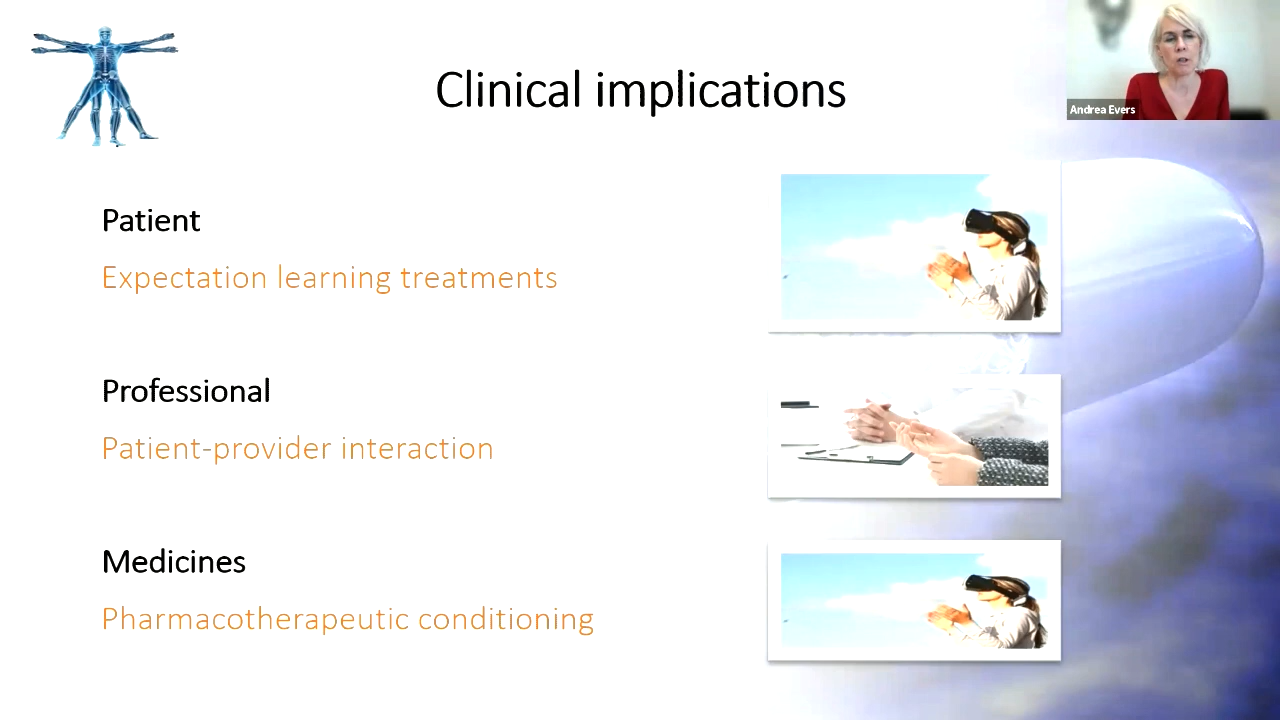 Clinical implications
Andrea Evers
Patient
Expectation learning treatments
Professional
Patient-provider interaction
Medicines
Pharmacotherapeutic conditioning